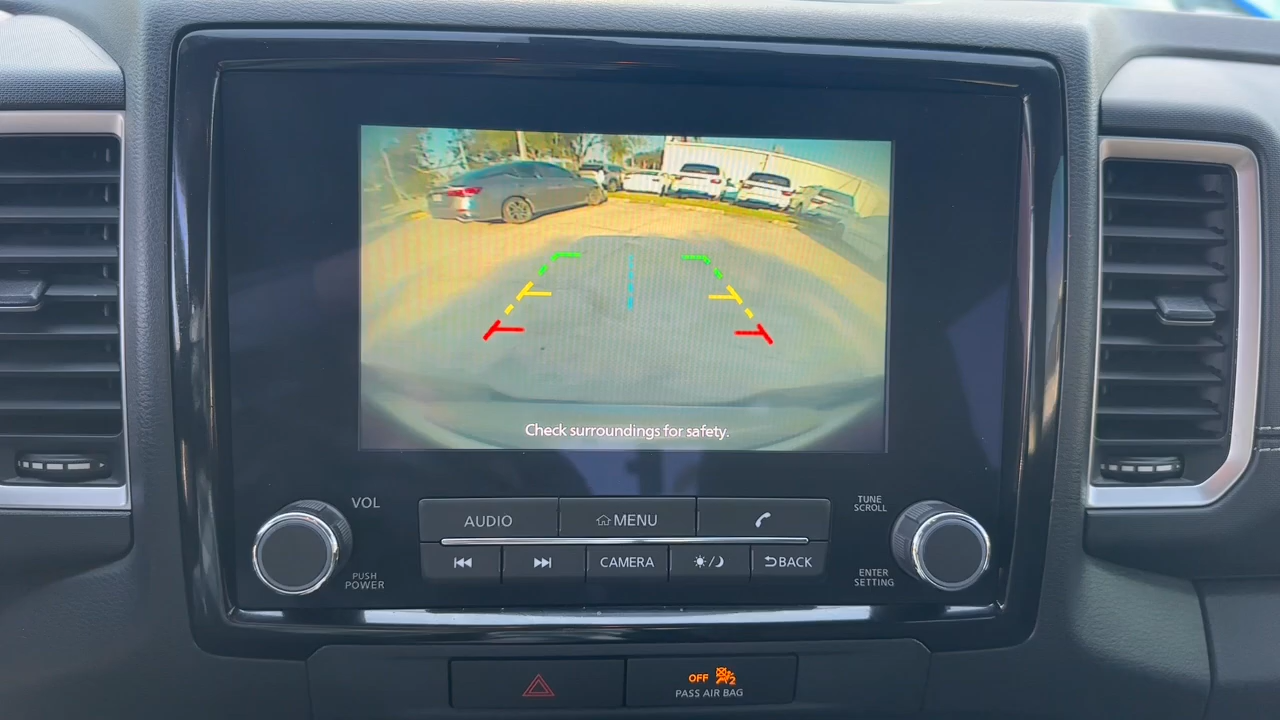 Check surroundings for safety.
VOL
AUDIO
MENU
TUNE
SCROLL
PUSH
POWER
CAMERA
BACK
ENTER
SETTING
OFF 2
PASS AIR BAG